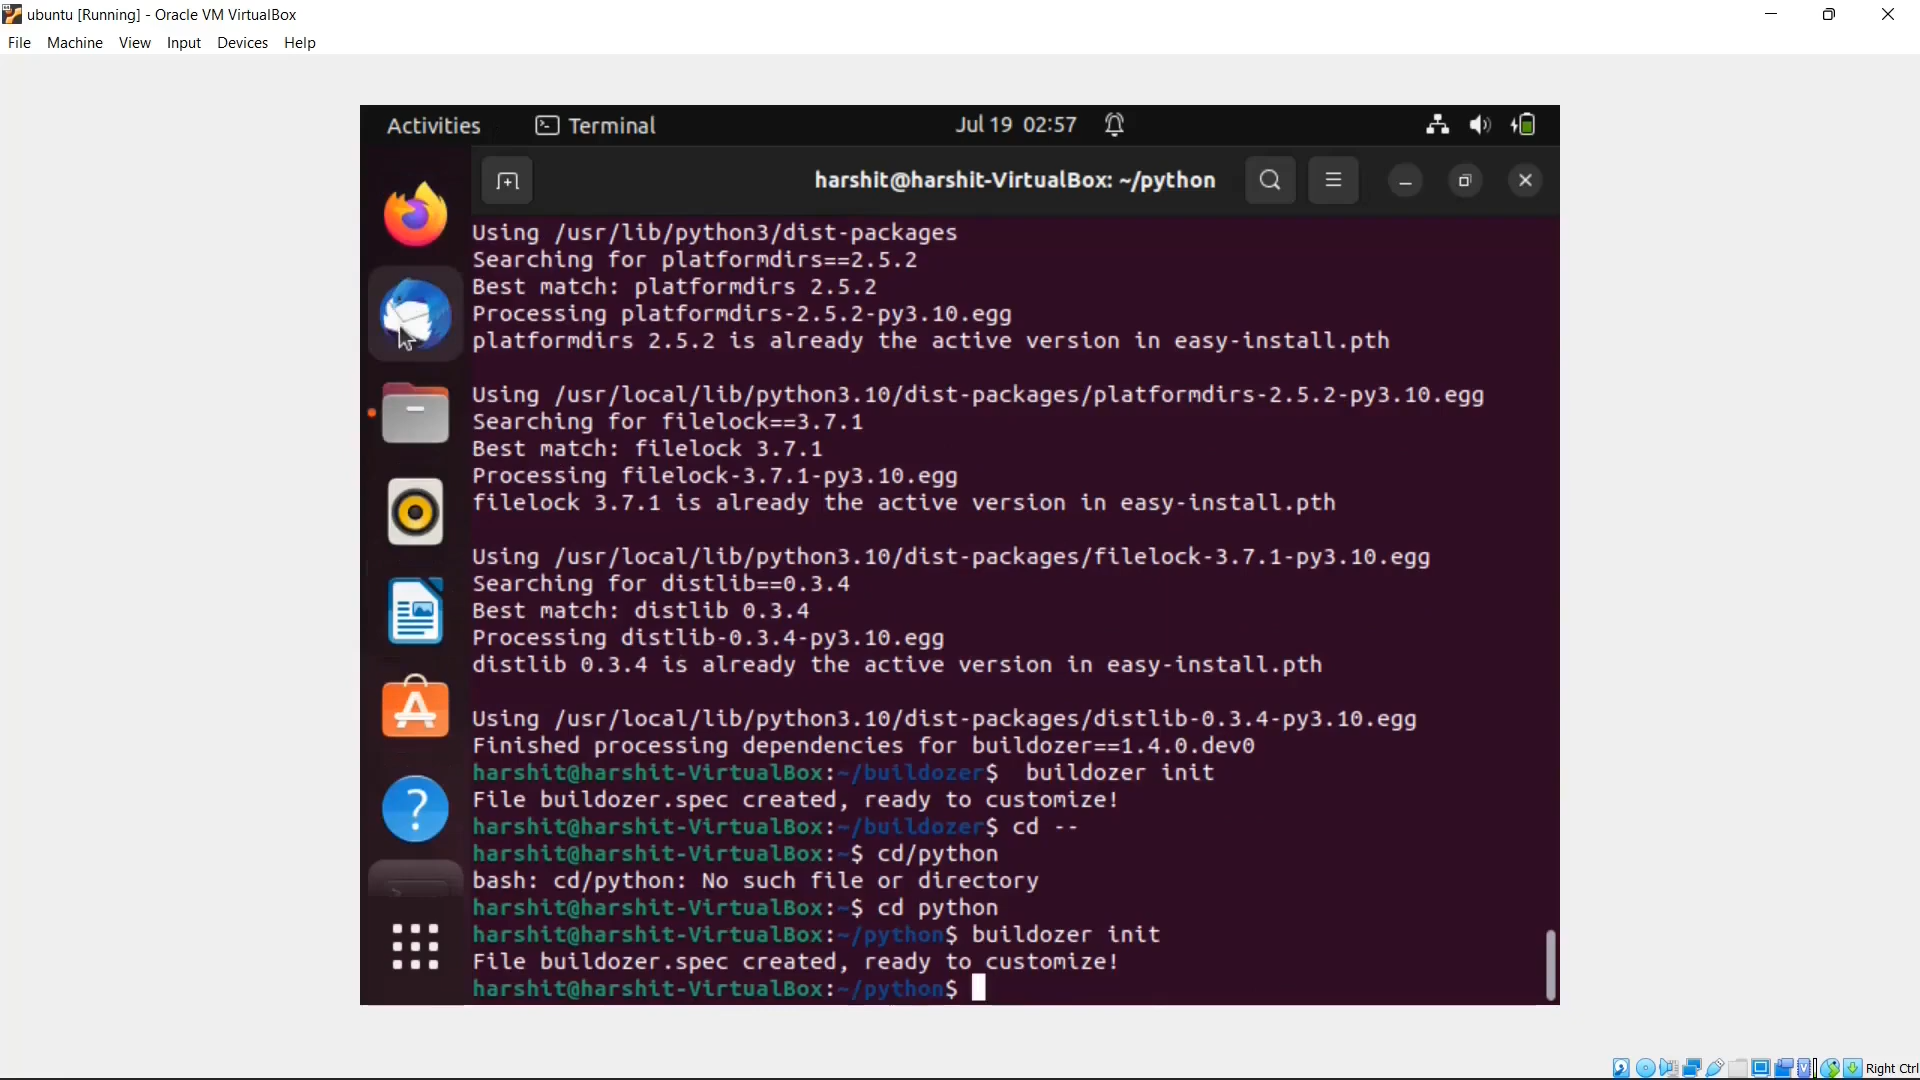 ubuntu [Running] - Oracle VM VirtualBox
File Machine View Input Devices Help
Activities Terminal Jul 19 02:57
harshit@harshit-VirtualBox: ~/python
Using /usr/lib/python3/dist-packages
Searching for platformdirs==2.5.2
Best match: platformdirs 2.5.2
Processing platformdirs-2.5.2-py3.10.egg
platformdirs 2.5.2 is already the active version in easy-install.pth
Using /usr/local/lib/python3.10/dist-packages/platformdirs-2.5.2-py3.10.egg
Searching for filelock==3.7.1
Best match: filelock 3.7.1
Processing filelock-3.7.1-py3.10.egg
filelock 3.7.1 is already the active version in easy-install.pth
Using /usr/local/lib/python3.10/dist-packages/filelock-3.7.1-py3.10.egg
Searching for distlib==0.3.4
Best match: distlib 0.3.4
Processing distlib-0.3.4-py3.10.egg
distlib 0.3.4 is already the active version in easy-install.pth
Using /usr/local/lib/python3.10/dist-packages/distlib-0.3.4-py3.10.egg
Finished processing dependencies for buildozer==1.4.0.dev0
harshit@harshit-VirtualBox:~/buildozer$  buildozer init
File buildozer.spec created, ready to customize!
harshit@harshit-VirtualBox:~/buildozer$ cd --
harshit@harshit-VirtualBox:~$ cd/python
bash: cd/python: No such file or directory
harshit@harshit-VirtualBox:~$ cd python
harshit@harshit-VirtualBox:~/python$ buildozer init
File buildozer.spec created, ready to customize!
harshit@harshit-VirtualBox:~/python$
Right Ctrl